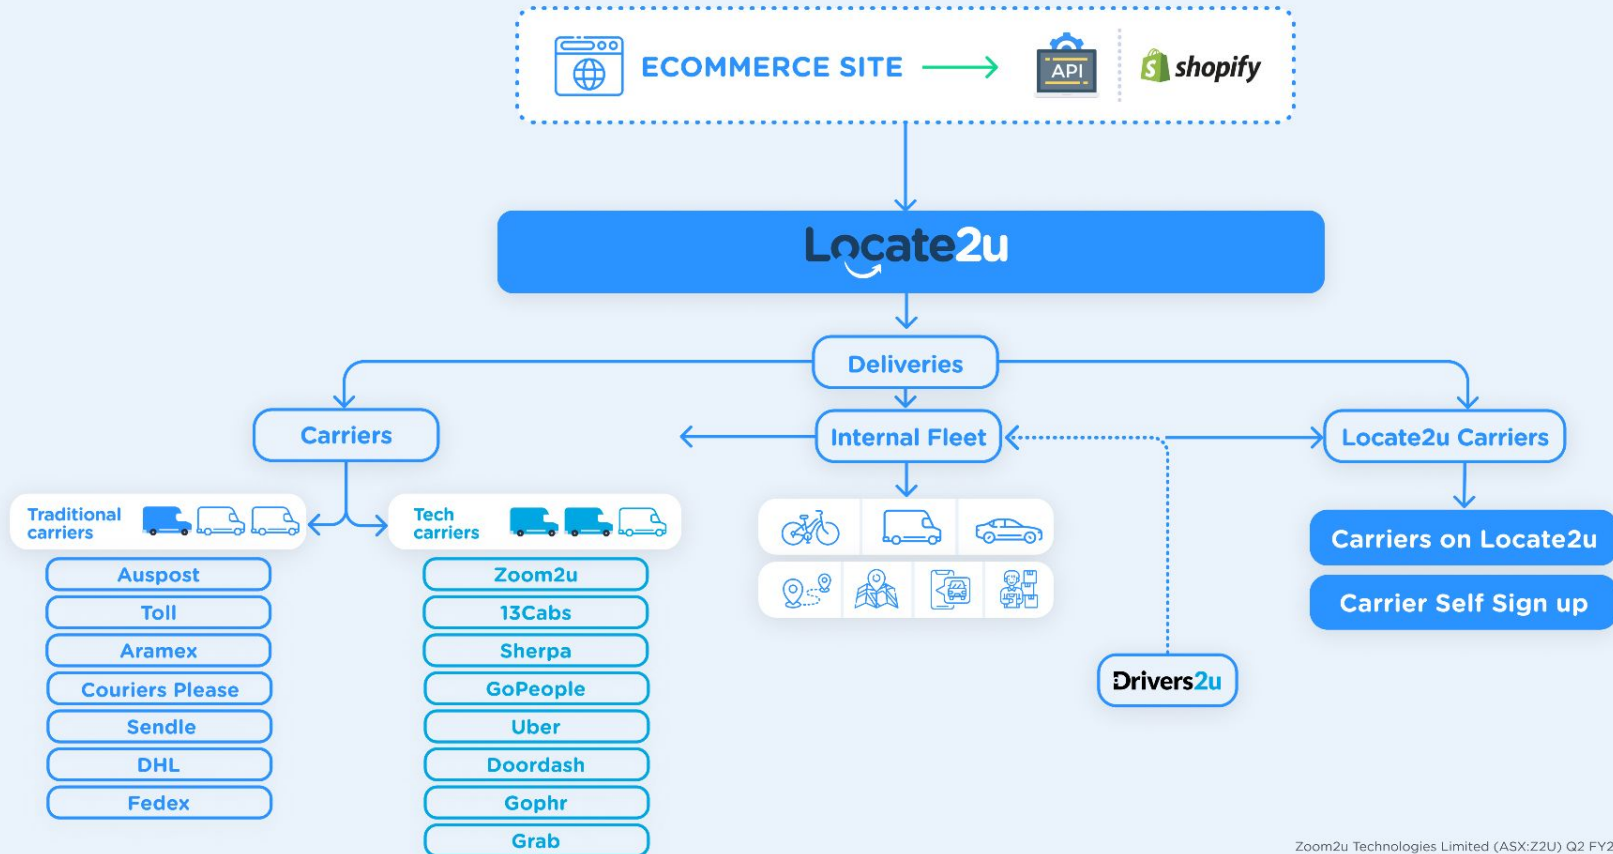 ECOMMERCE SITE
API
shopify
Locate2u
Deliveries
Carriers
Internal Fleet
Locate2u Carriers
Traditional
carriers
Tech
carriers
Auspost
Toll
Aramex
Couriers Please
Sendle
DHL
Fedex
Zoom2u
13Cabs
Sherpa
GoPeople
Uber
Doordash
Gophr
Grab
Carriers on Locate2u
Carrier Self Sign up
Drivers2u
Zoom2u Technologies Limited (ASX:Z2U) Q2 FY2